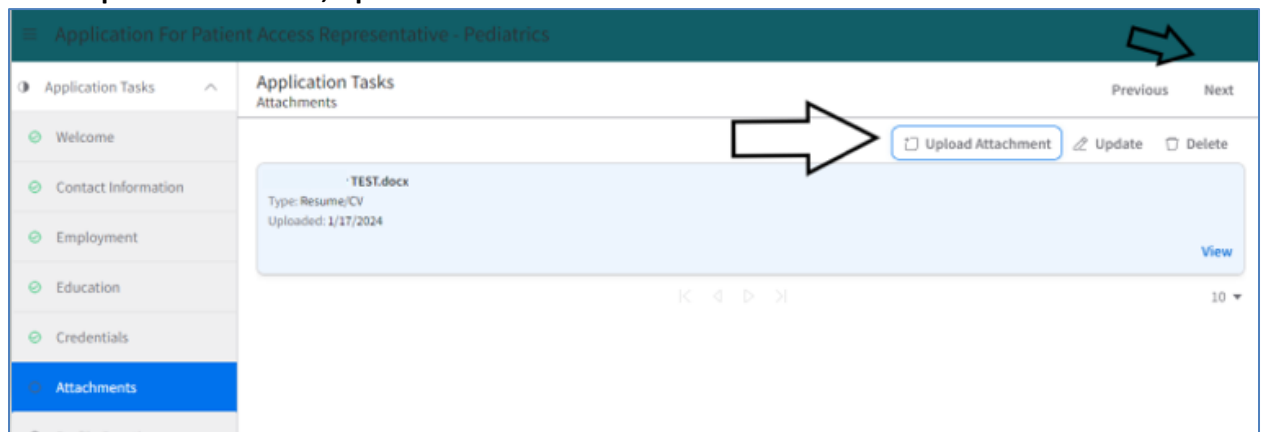 Application For Patient Access Representative - Pediatrics
Application Tasks
Application Tasks
Attachments
Previous Next
Welcome
Upload Attachment Update Delete
Contact Information
TEST.docx
Type: Resume/CV
Uploaded: 1/17/2024
Employment
View
Education
10
Credentials
Attachments